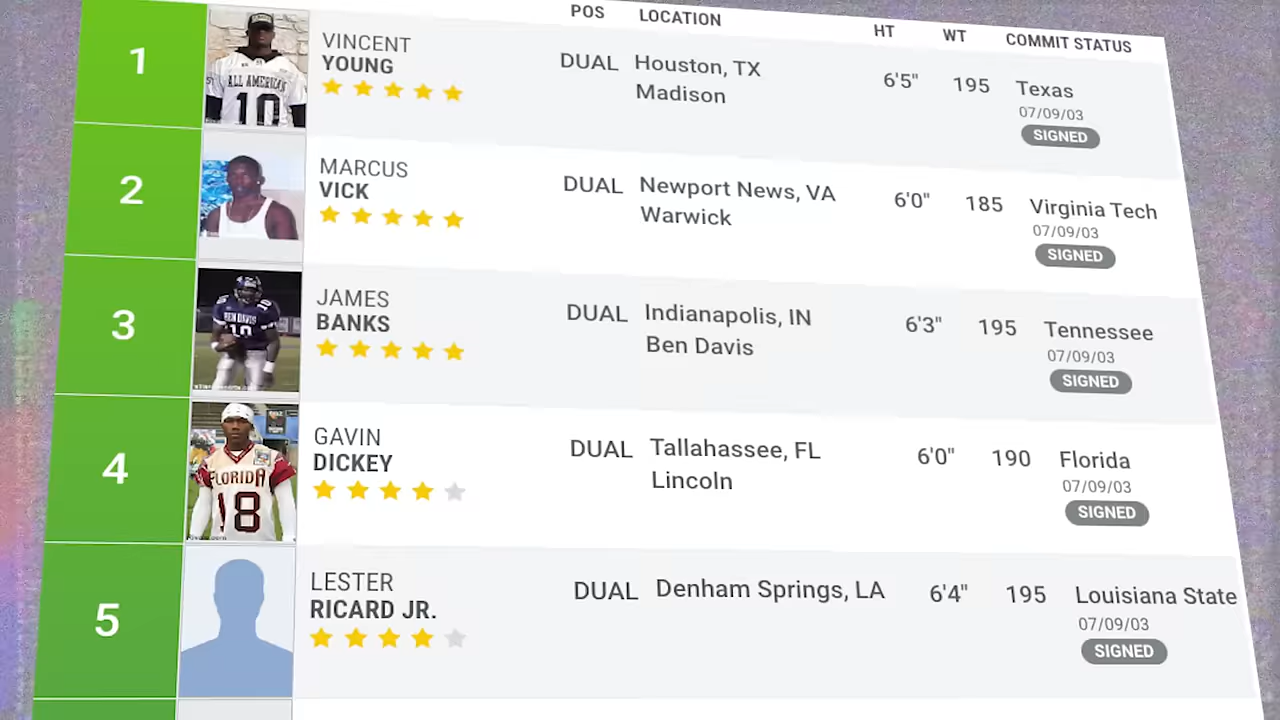 POS LOCATION HT WT COMMIT STATUS
1
ALL AMERICAN
10
VINCENT
YOUNG
DUAL
Houston, TX
Madison
6'5" 195
Texas
07/09/03
SIGNED
2
MARCUS
VICK
DUAL
Newport News, VA
Warwick
6'0" 185
Virginia Tech
07/09/03
SIGNED
3
BEN DAVIS
10
JAMES
BANKS
DUAL
Indianapolis, IN
Ben Davis
6'3" 195
Tennessee
07/09/03
SIGNED
4
FLORIDA
18
GAVIN
DICKEY
DUAL
Tallahassee, FL
Lincoln
6'0" 190
Florida
07/09/03
SIGNED
5
LESTER
RICARD JR.
DUAL
Denham Springs, LA
6'4" 195
Louisiana State
07/09/03
SIGNED